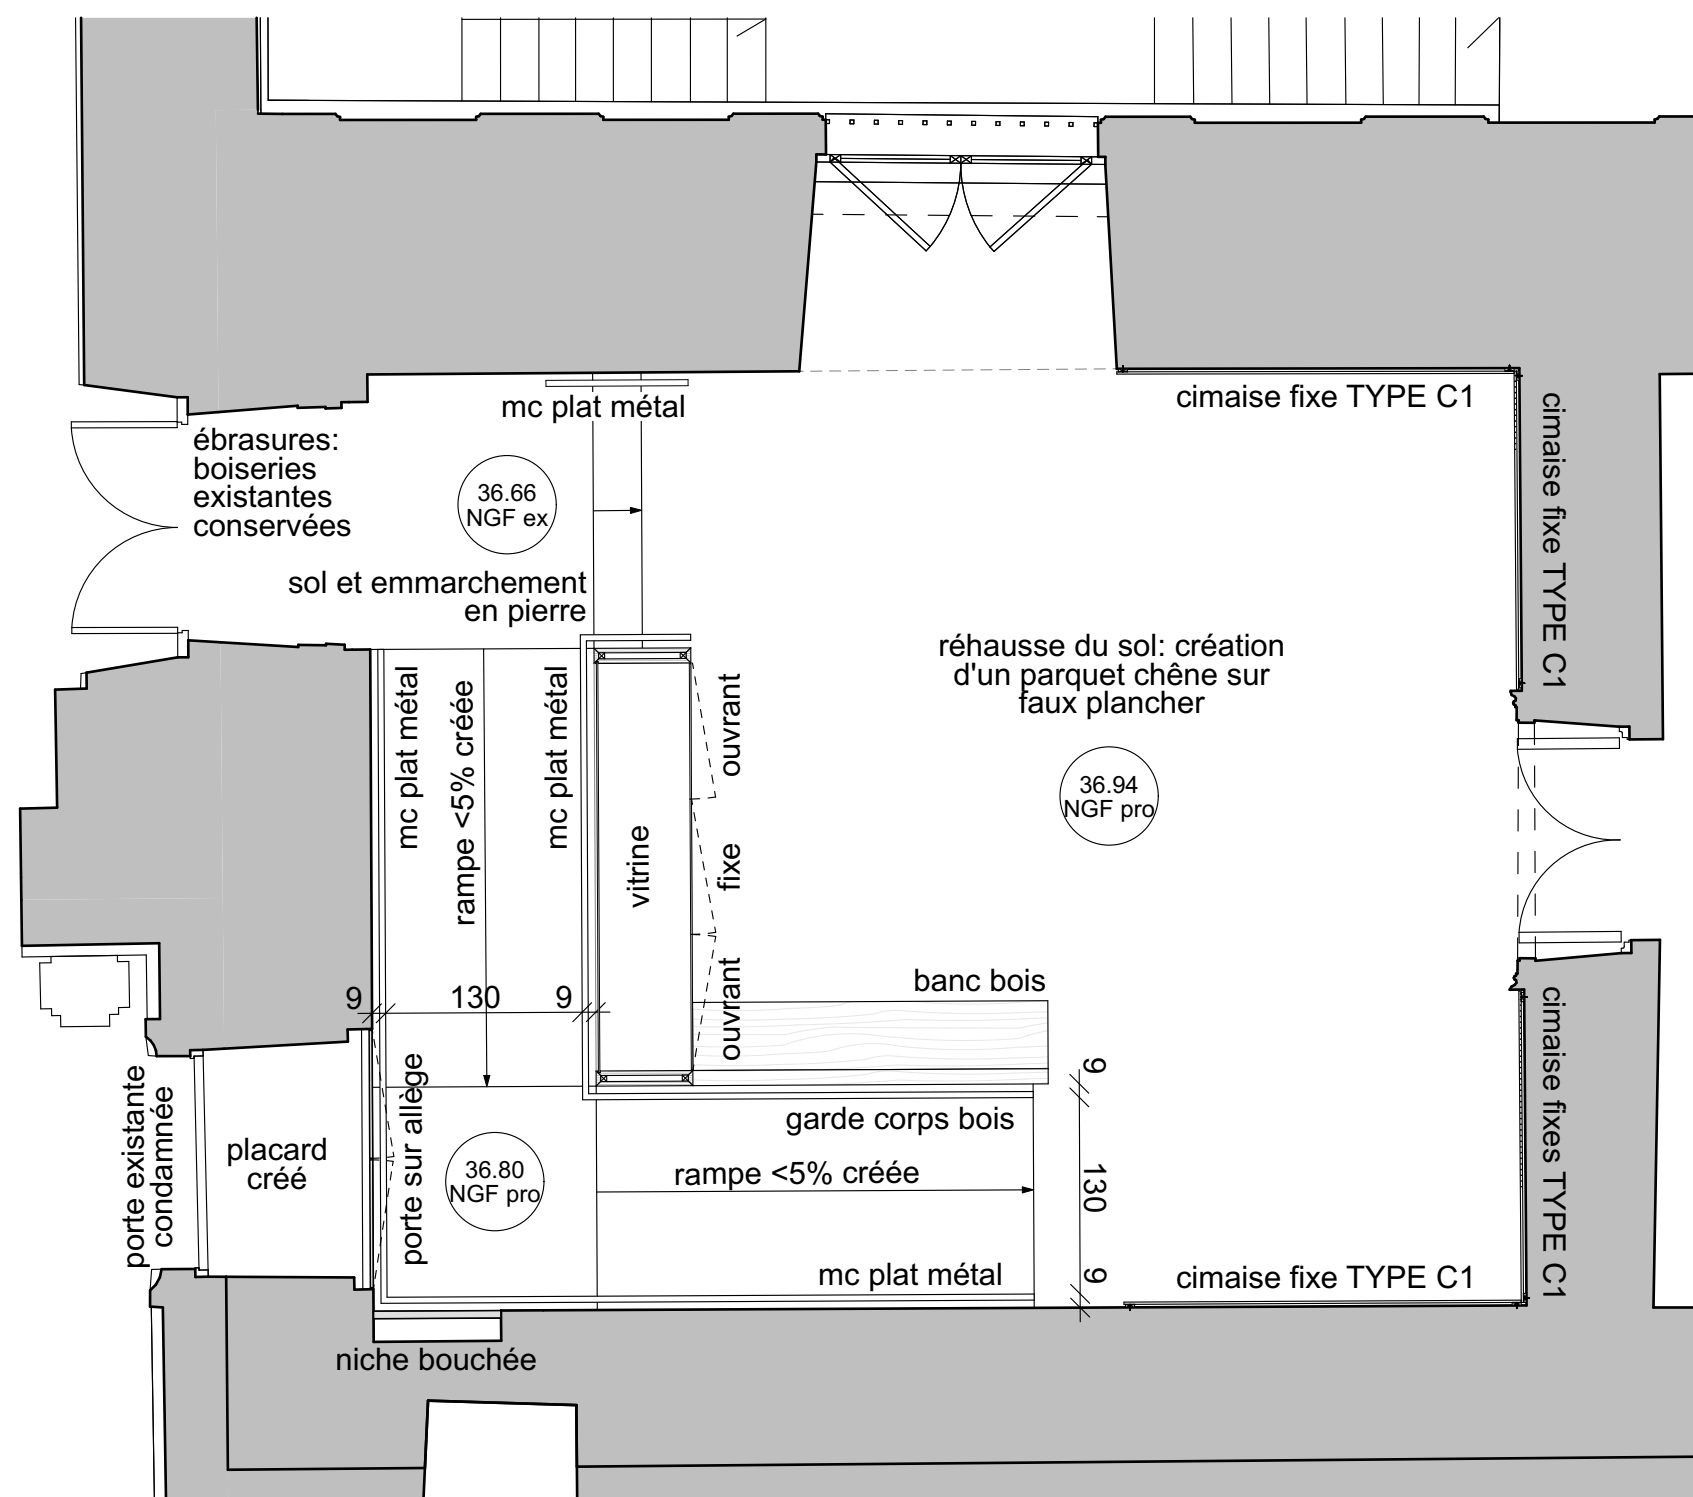 mc plat métal
cimaise fixe TYPE C1
cimaise fixe TYPE C1
ébrasures:
boiseries
existantes
conservées
36.66
NGF ex
sol et emmarchement
en pierre
réhausse du sol: création
d'un parquet chêne sur
faux plancher
36.94
NGF pro
mc plat métal
rampe <5% créée
mc plat métal
vitrine
ouvrant
fixe
ouvrant
banc bois
9
130
9
porte existante
condamnée
placard
créé
porte sur allège
36.80
NGF pro
garde corps bois
rampe <5% créée
mc plat métal
9
130
9
cimaise fixe TYPE C1
cimaise fixes TYPE C1
niche bouchée